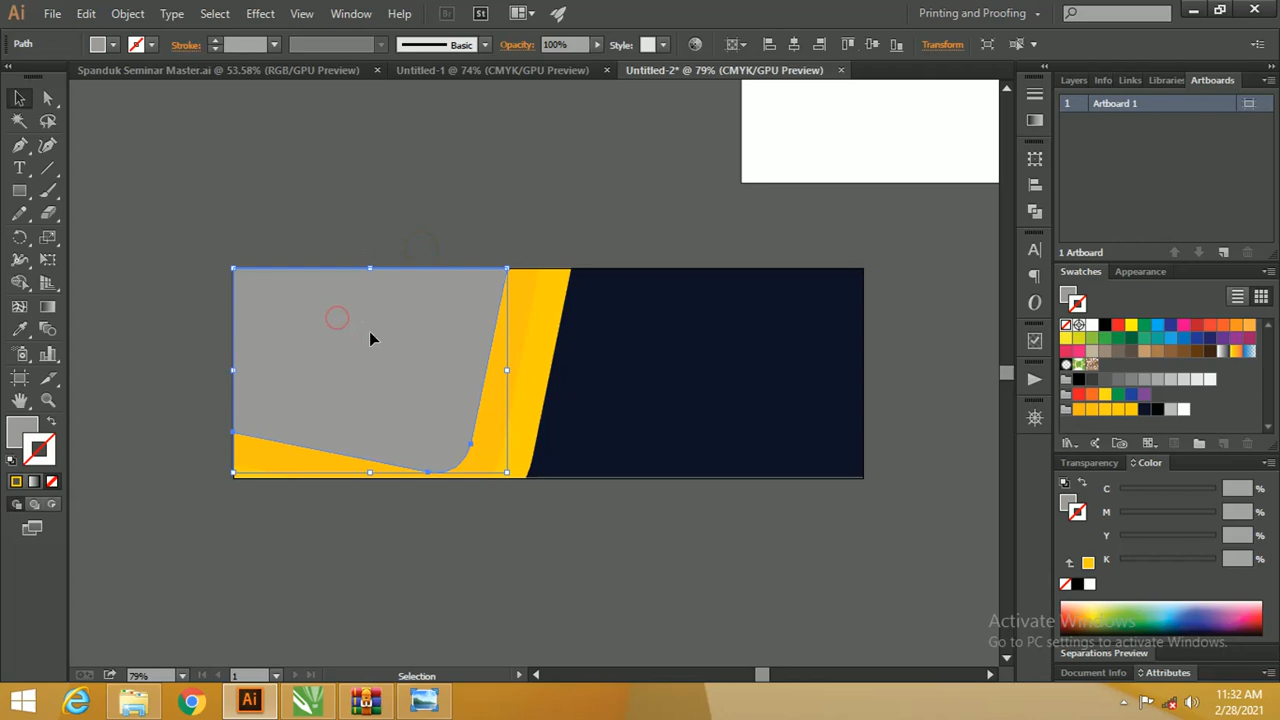 Ai File Edit Object Type Select Effect View Window Help Br St Printing and Proofing
Path Stroke: Basic Opacity: 100% Style: Transform
Spanduk Seminar Master.ai @ 53.58% (RGB/GPU Preview) × Untitled-1 @ 74% (CMYK/GPU Preview) × Untitled-2* @ 79% (CMYK/GPU Preview) ×
Layers Info Links Libraries Artboards
1 Artboard 1
1 Artboard
Swatches Appearance
Transparency Color
C %
M %
Y %
K %
Activate Windows
Go to PC settings to activate Windows.
Separations Preview
Document Info Attributes
79% 1 Selection
Ai
11:32 AM
2/28/2021